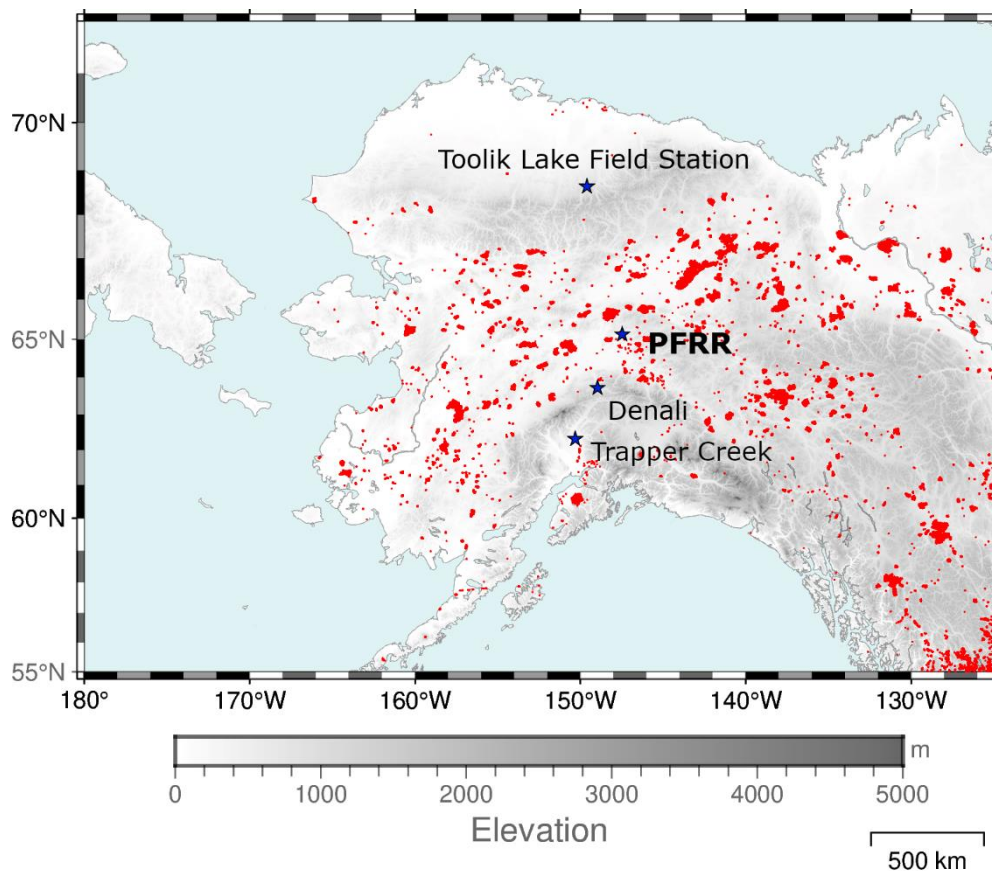 70°N
Toolik Lake Field Station
65°N
PFRR
Denali
Trapper Creek
60°N
55°N
180° 170°W 160°W 150°W 140°W 130°W
m
0 1000 2000 3000 4000 5000
Elevation
500 km